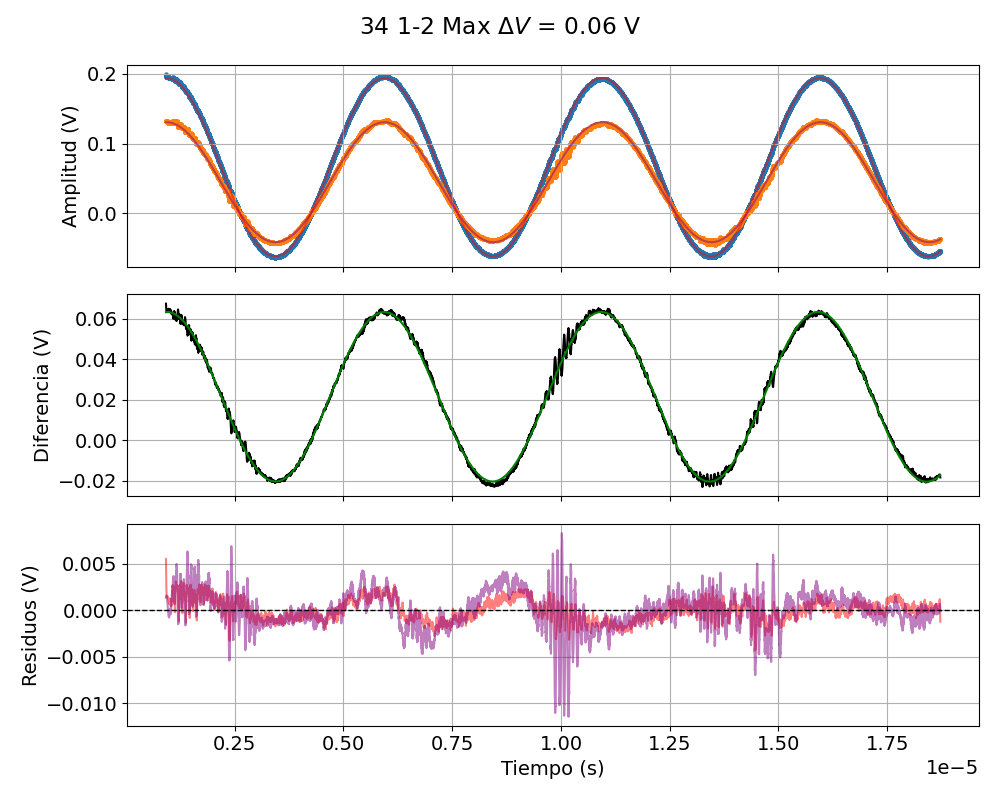 34 1-2 Max ΔV = 0.06 V
0.2
0.1
0.0
Amplitud (V)
0.06
0.04
0.02
0.00
−0.02
Diferencia (V)
0.005
0.000
−0.005
−0.010
Residuos (V)
0.25 0.50 0.75 1.00 1.25 1.50 1.75
1e−5
Tiempo (s)